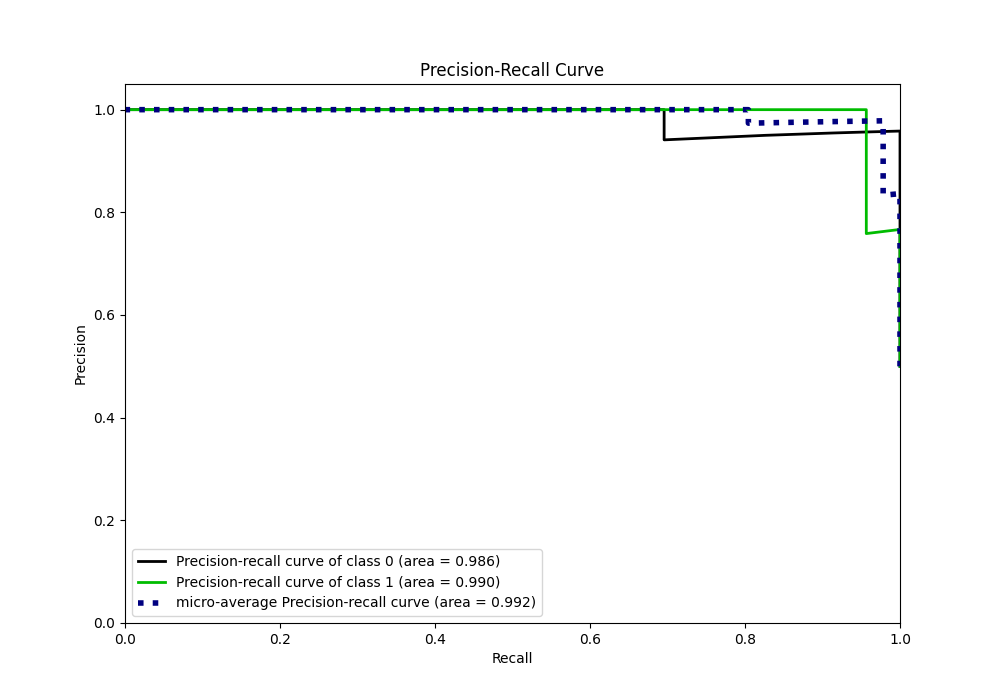 Precision-Recall Curve
1.0
0.8
0.6
0.4
0.2
0.0
Precision
Precision-recall curve of class 0 (area = 0.986)
Precision-recall curve of class 1 (area = 0.990)
micro-average Precision-recall curve (area = 0.992)
0.0 0.2 0.4 0.6 0.8 1.0
Recall